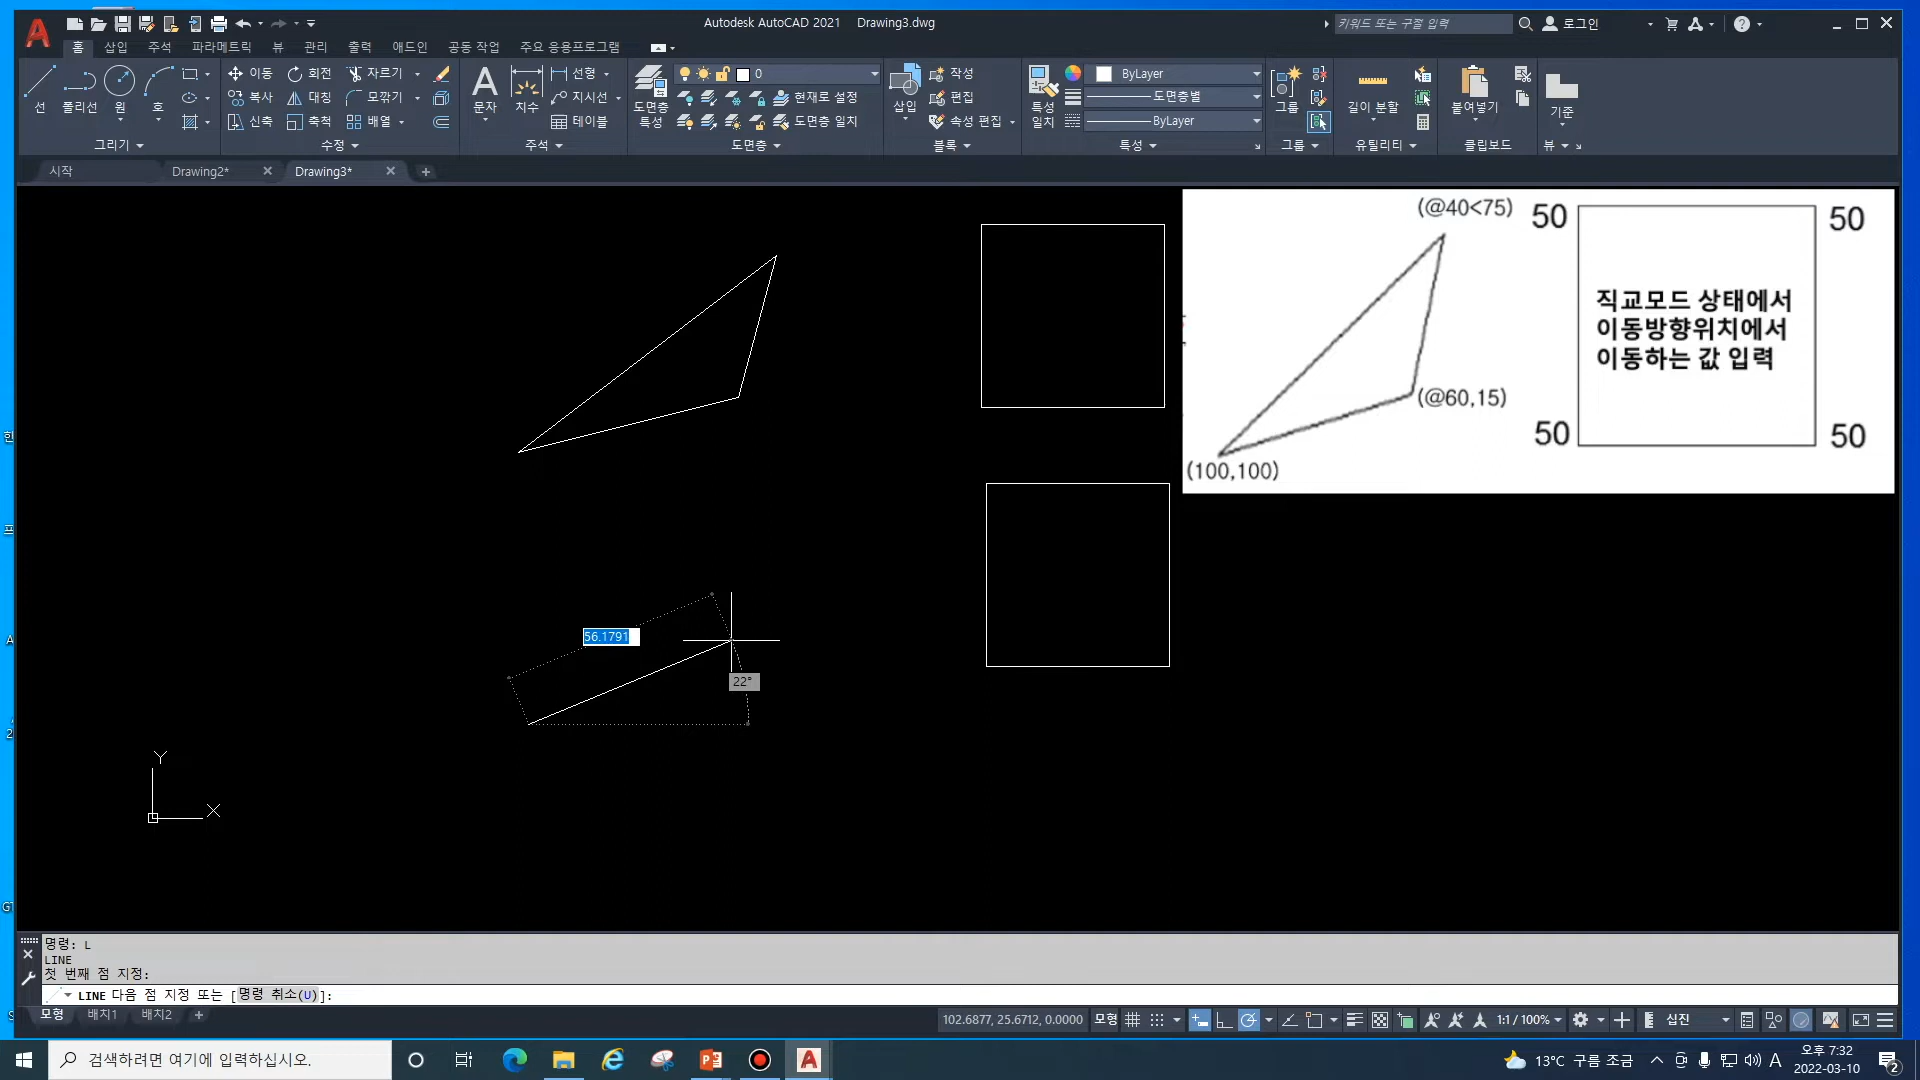 Autodesk AutoCAD 2021 Drawing3.dwg
키워드 또는 구절 입력
로그인
홈 삽입 주석 파라메트릭 뷰 관리 출력 애드인 공동 작업 주요 응용프로그램
선 폴리선 원 호
이동 회전 자르기
복사 대칭 모깎기
신축 축척 배열
문자 치수
선형
지시선
테이블
도면층 특성
0
현재로 설정
도면층 일치
삽입
작성
편집
속성 편집
특성 일치
ByLayer
도면층별
ByLayer
그룹
길이 분할
붙여넣기
기준
그리기 수정 주석 도면층 블록 특성 그룹 유틸리티 클립보드 뷰
시작 Drawing2* Drawing3*
(@40<75)
(@60,15)
(100,100)
50 50
직교모드 상태에서
이동방향위치에서
이동하는 값 입력
50 50
56.1791
22°
Y
X
명령: L
LINE
첫 번째 점 지정:
LINE 다음 점 지정 또는 [명령 취소(U)]:
모형 배치1 배치2
102.6877, 25.6712, 0.0000 모형 1:1 / 100% 십진
검색하려면 여기에 입력하십시오.
13°C 구름 조금
A
오후 7:32
2022-03-10
2